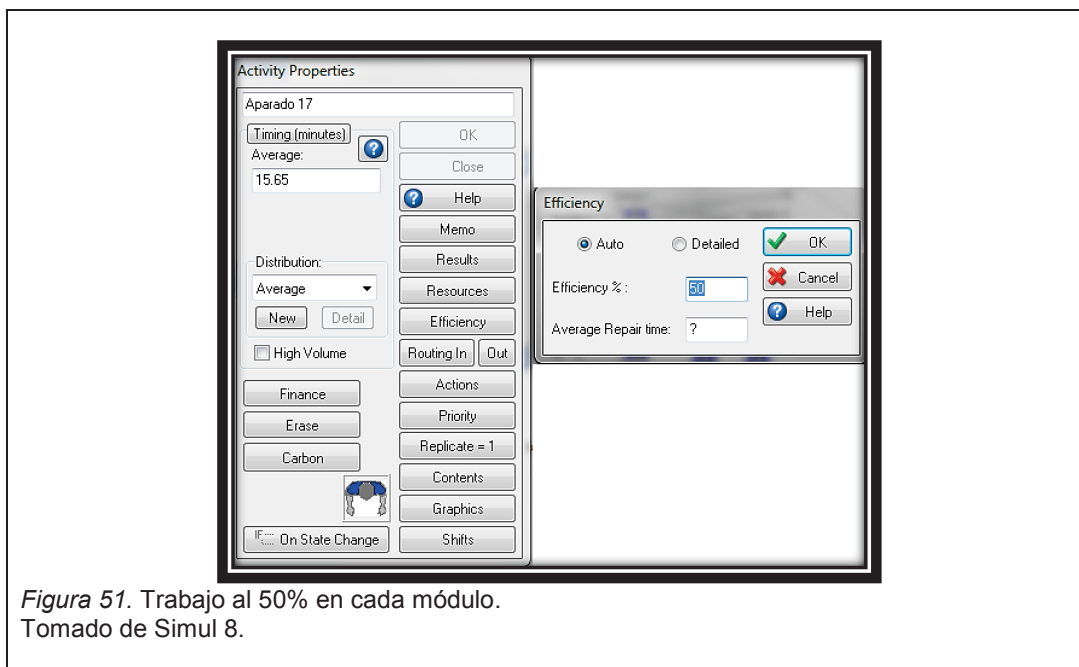 Activity Properties
Aparado 17
Timing (minutes)
Average:
15.65
Distribution:
Average
New Detail
High Volume
Finance
Erase
Carbon
IF On State Change
OK
Close
Help
Memo
Results
Resources
Efficiency
Routing In Out
Actions
Priority
Replicate = 1
Contents
Graphics
Shifts
Efficiency
Auto Detailed
OK
Efficiency % : 50
Cancel
Average Repair time: ?
Help
Figura 51. Trabajo al 50% en cada módulo.
Tomado de Simul 8.